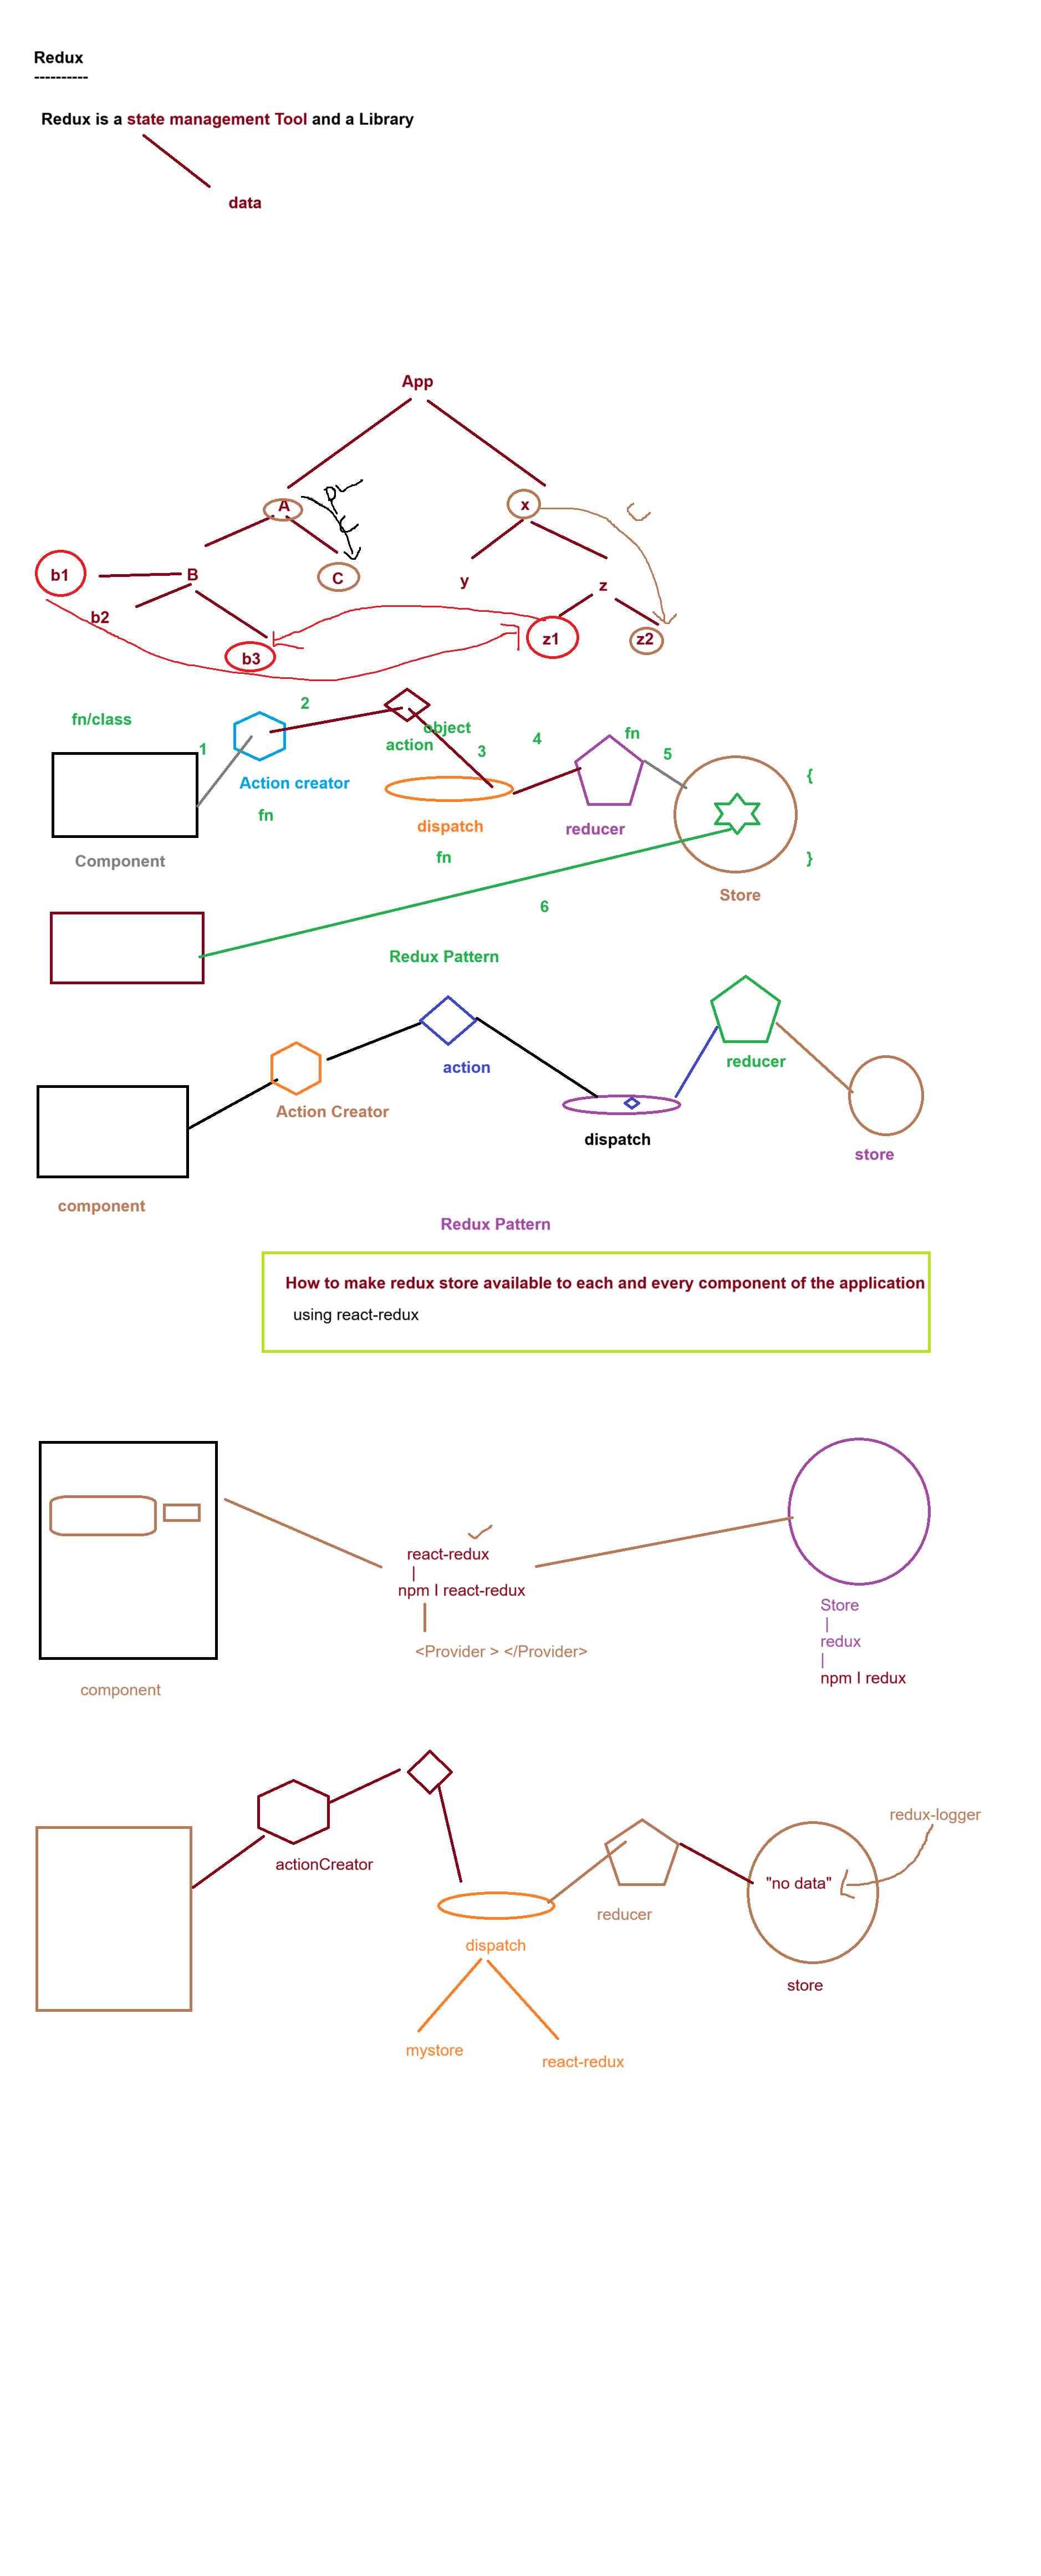 Redux
----------
Redux is a state management Tool and a Library
data
App
A
x
C
b1
B
C
y
z
b2
b3
z1
z2
fn/class
2
object
action
3
4
fn
5
1
Action creator
fn
{
Component
dispatch
fn
reducer
}
Store
6
Redux Pattern
action
reducer
Action Creator
dispatch
store
component
Redux Pattern
How to make redux store available to each and every component of the application
using react-redux
react-redux
|
npm I react-redux
<Provider > </Provider>
Store
|
redux
|
npm I redux
component
redux-logger
actionCreator
"no data"
reducer
dispatch
store
mystore
react-redux